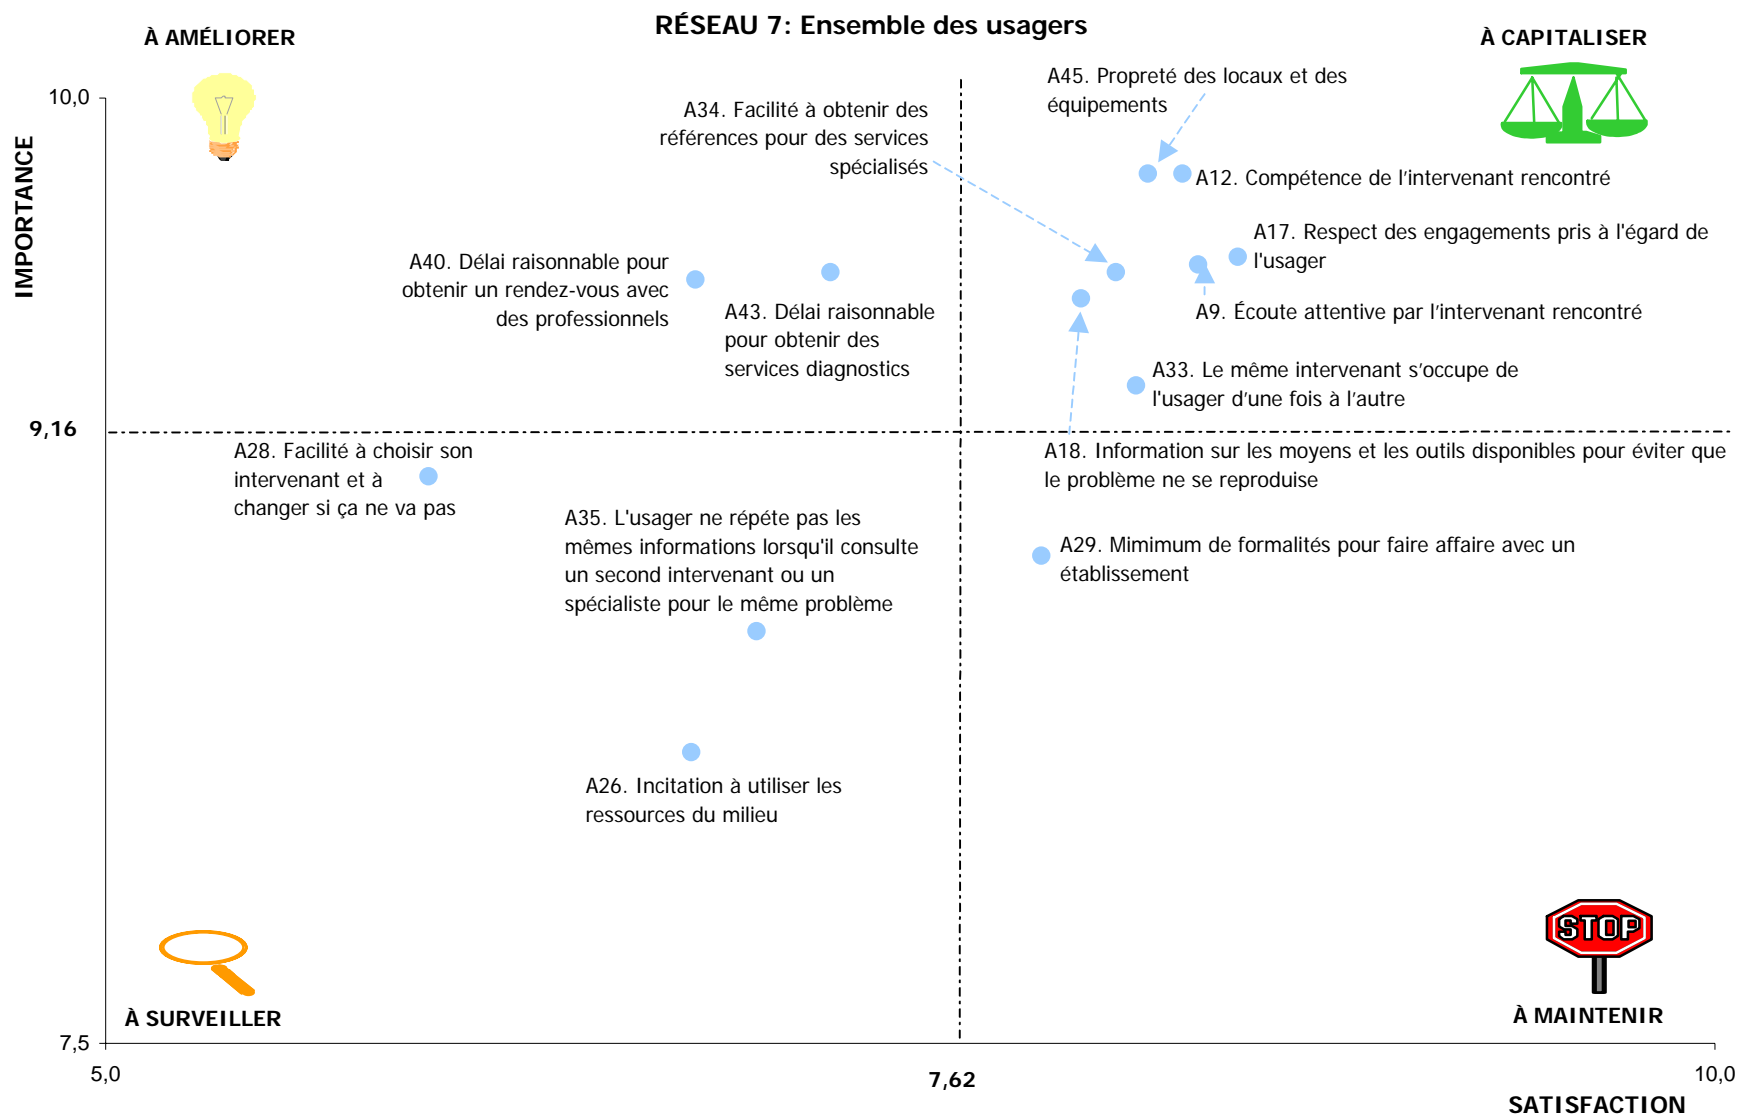 RÉSEAU 7: Ensemble des usagers
À AMÉLIORER
À CAPITALISER
IMPORTANCE
10,0
A34. Facilité à obtenir des
références pour des services
spécialisés
A45. Propreté des locaux et des
équipements
A12. Compétence de l'intervenant rencontré
A17. Respect des engagements pris à l'égard de
l'usager
A40. Délai raisonnable pour
obtenir un rendez-vous avec
des professionnels
A43. Délai raisonnable
pour obtenir des
services diagnostics
A9. Écoute attentive par l'intervenant rencontré
A33. Le même intervenant s'occupe de
l'usager d'une fois à l'autre
9,16
A28. Facilité à choisir son
intervenant et à
changer si ça ne va pas
A18. Information sur les moyens et les outils disponibles pour éviter que
le problème ne se reproduise
A35. L'usager ne répéte pas les
mêmes informations lorsqu'il consulte
un second intervenant ou un
spécialiste pour le même problème
A29. Mimimum de formalités pour faire affaire avec un
établissement
A26. Incitation à utiliser les
ressources du milieu
STOP
À SURVEILLER
À MAINTENIR
7,5
5,0
7,62
10,0
SATISFACTION